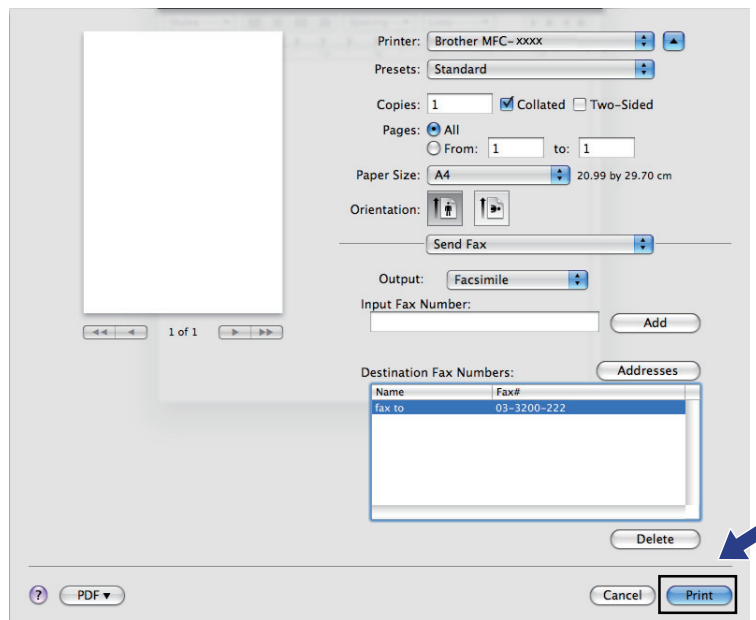 Printer: Brother MFC-xxxx
Presets: Standard
Copies: 1 Collated Two-Sided
Pages: All
From: 1 to: 1
Paper Size: A4 20.99 by 29.70 cm
Orientation:
Send Fax
Output: Facsimile
Input Fax Number:
Add
1 of 1
Destination Fax Numbers: Addresses
Name Fax#
fax to 03-3200-222
Delete
? PDF▼ Cancel Print